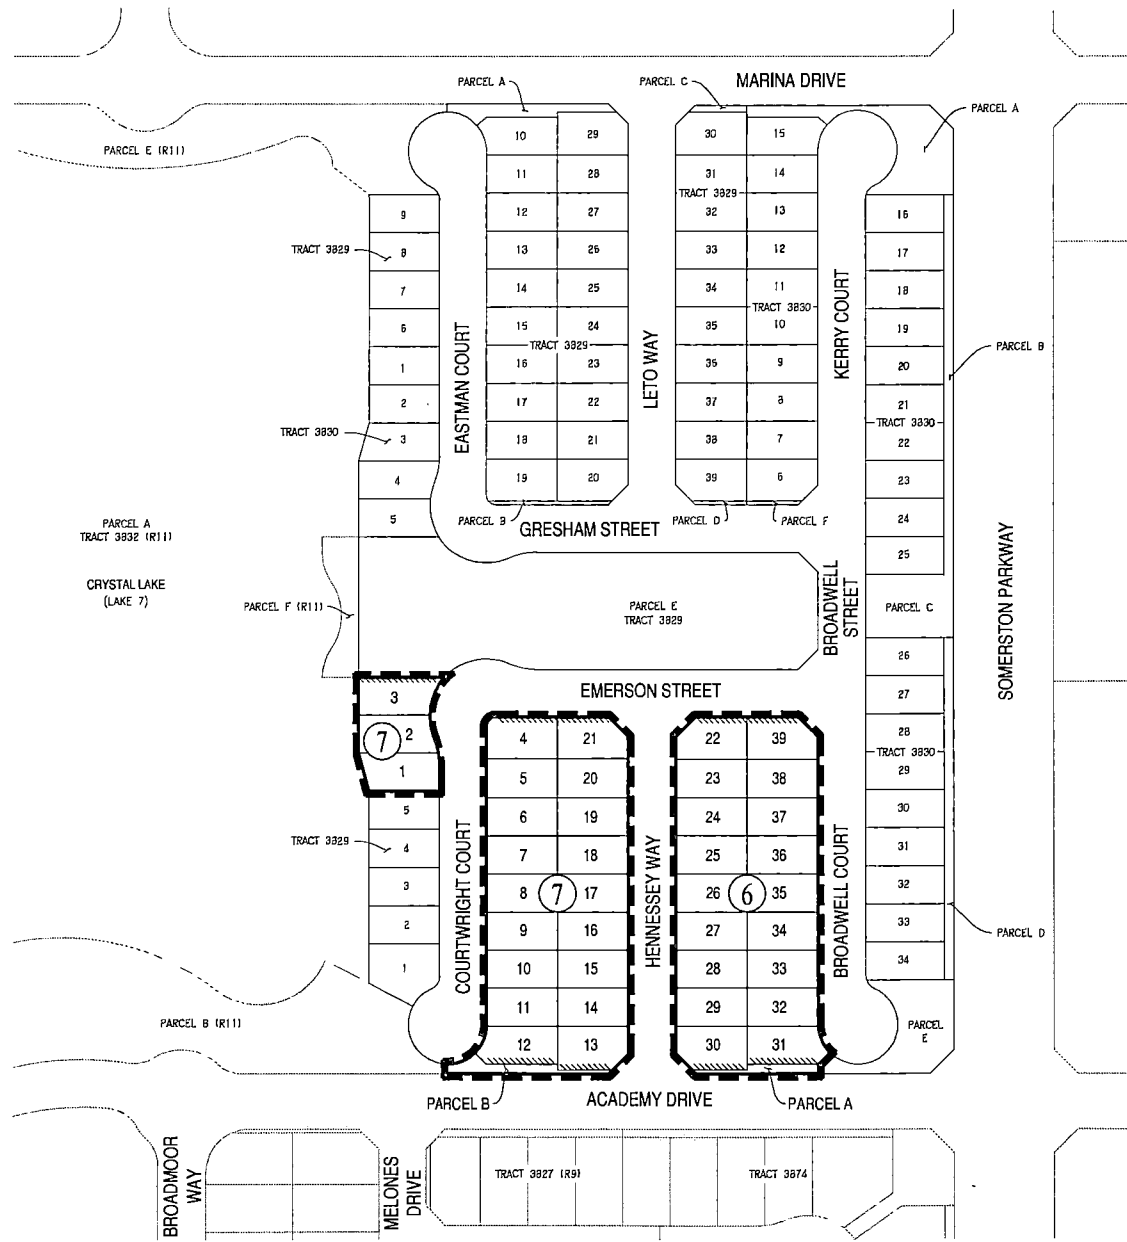 MARINA DRIVE
PARCEL A
PARCEL C
PARCEL A
PARCEL E (R11)
10 29 30 15
11 28 31 14
TRACT 3829
12 27 32 13
9 16
13 26 33 12
TRACT 3829
8 17
14 25 34 11
7 18
TRACT 3830
15 24 35 10
6 19
TRACT 3829
PARCEL B
16 23 36 9
1 20
17 22 37 8
2 21
TRACT 3830
TRACT 3830
18 21 38 7
3 22
19 20 39 6
4 23
EASTMAN COURT
LETO WAY
KERRY COURT
5 24
PARCEL B
GRESHAM STREET
PARCEL D
PARCEL F
25
PARCEL A
TRACT 3832 (R11)
CRYSTAL LAKE
(LAKE 7)
PARCEL F (R11)
PARCEL E
TRACT 3829
BROADWELL
STREET
PARCEL C
SOMERSTON PARKWAY
EMERSON STREET
26
3
27
2
7
1
4 21 22 39
28
TRACT 3830
5 20 23 38
29
6 19 24 37
5 30
7 18 25 36
TRACT 3829
4 31
8 7 17 26 6 35
3 32
9 16 27 34
2 33
PARCEL D
10 15 28 33
1 34
11 14 29 32
12 13 30 31
COURTWRIGHT COURT
HENNESSEY WAY
BROADWELL COURT
PARCEL B (R11)
PARCEL
E
PARCEL B
ACADEMY DRIVE
PARCEL A
BROADMOOR
WAY
MELONES
DRIVE
TRACT 3827 (R9)
TRACT 3874